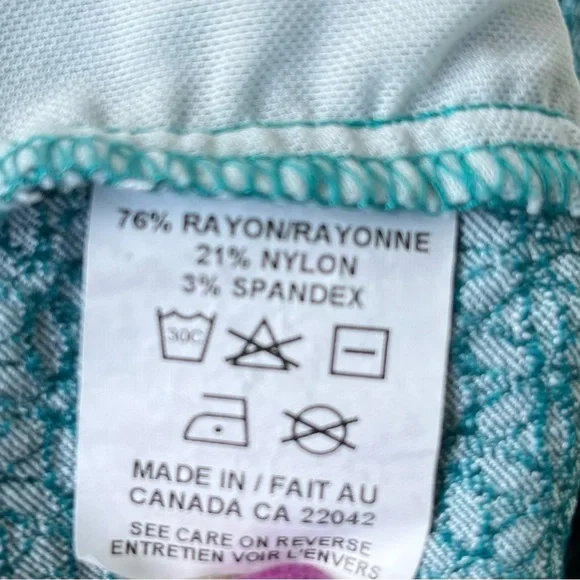 76% RAYON/RAYONNE
21% NYLON
3% SPANDEX
30C
MADE IN / FAIT AU
CANADA CA 22042
SEE CARE ON REVERSE
ENTRETIEN VOIR L'ENVERS